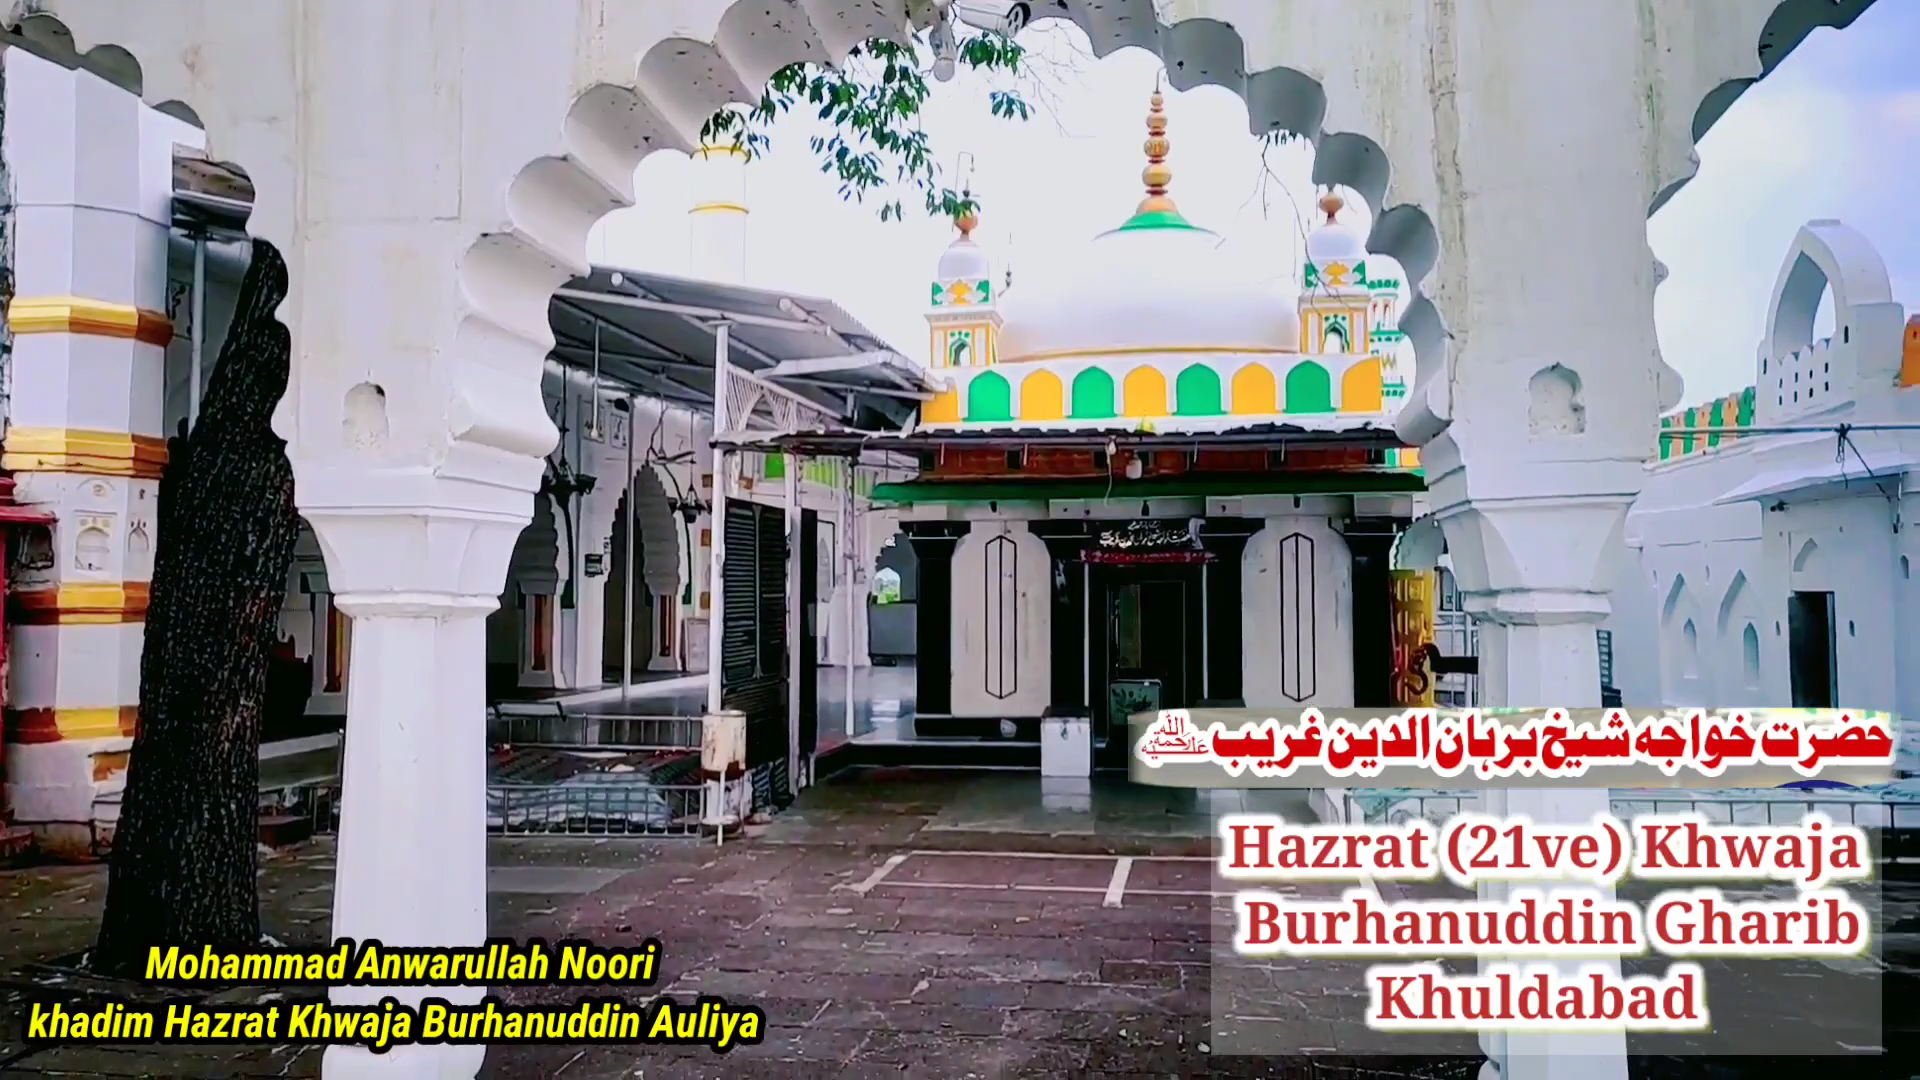 حضرت خواجہ شیخ برہان الدین غریب رحمۃ اللہ علیہ
Hazrat (21ve) Khwaja
Burhanuddin Gharib
Khuldabad
Mohammad Anwarullah Noori
khadim Hazrat Khwaja Burhanuddin Auliya